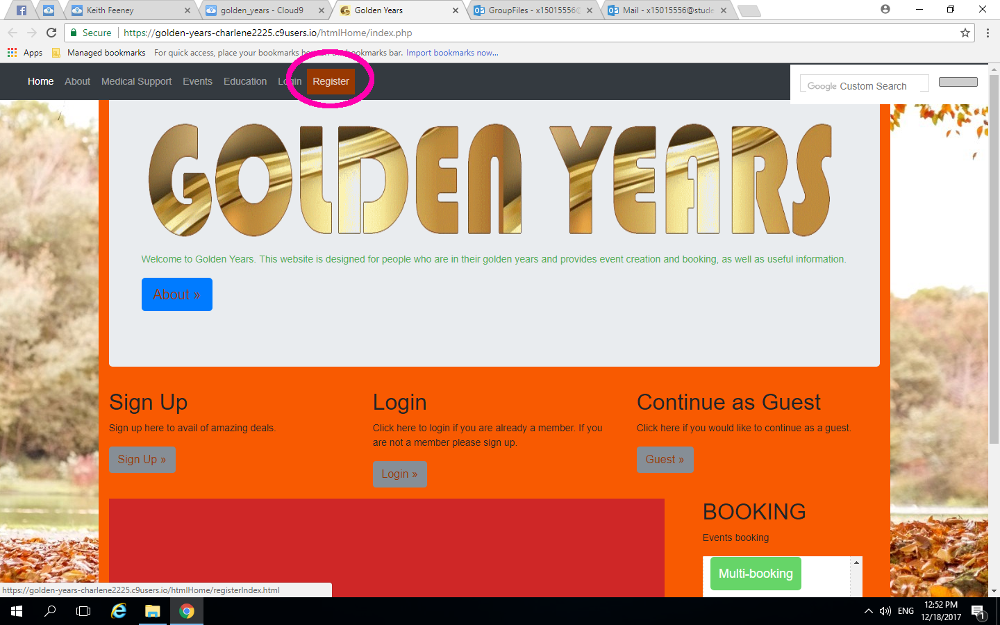 Keith Feeney
golden_years - Cloud9
Golden Years
GroupFiles - x15015556@
Mail - x15015556@stude
Secure
https://golden-years-charlene2225.c9users.io/htmlHome/index.php
Apps
Managed bookmarks
For quick access, place your bookmarks bookmarks bar. Import bookmarks now...
Home About Medical Support Events Education Login Register
Google Custom Search
GOLDEN YEARS
Welcome to Golden Years. This website is designed for people who are in their golden years and provides event creation and booking, as well as useful information.
About »
Sign Up
Sign up here to avail of amazing deals.
Sign Up »
Login
Click here to login if you are already a member. If you
are not a member please sign up.
Login »
Continue as Guest
Click here if you would like to continue as a guest.
Guest »
BOOKING
Events booking
Multi-booking
https://golden-years-charlene2225.c9users.io/htmlHome/registerIndex.html
ENG
12:52 PM
12/18/2017
1